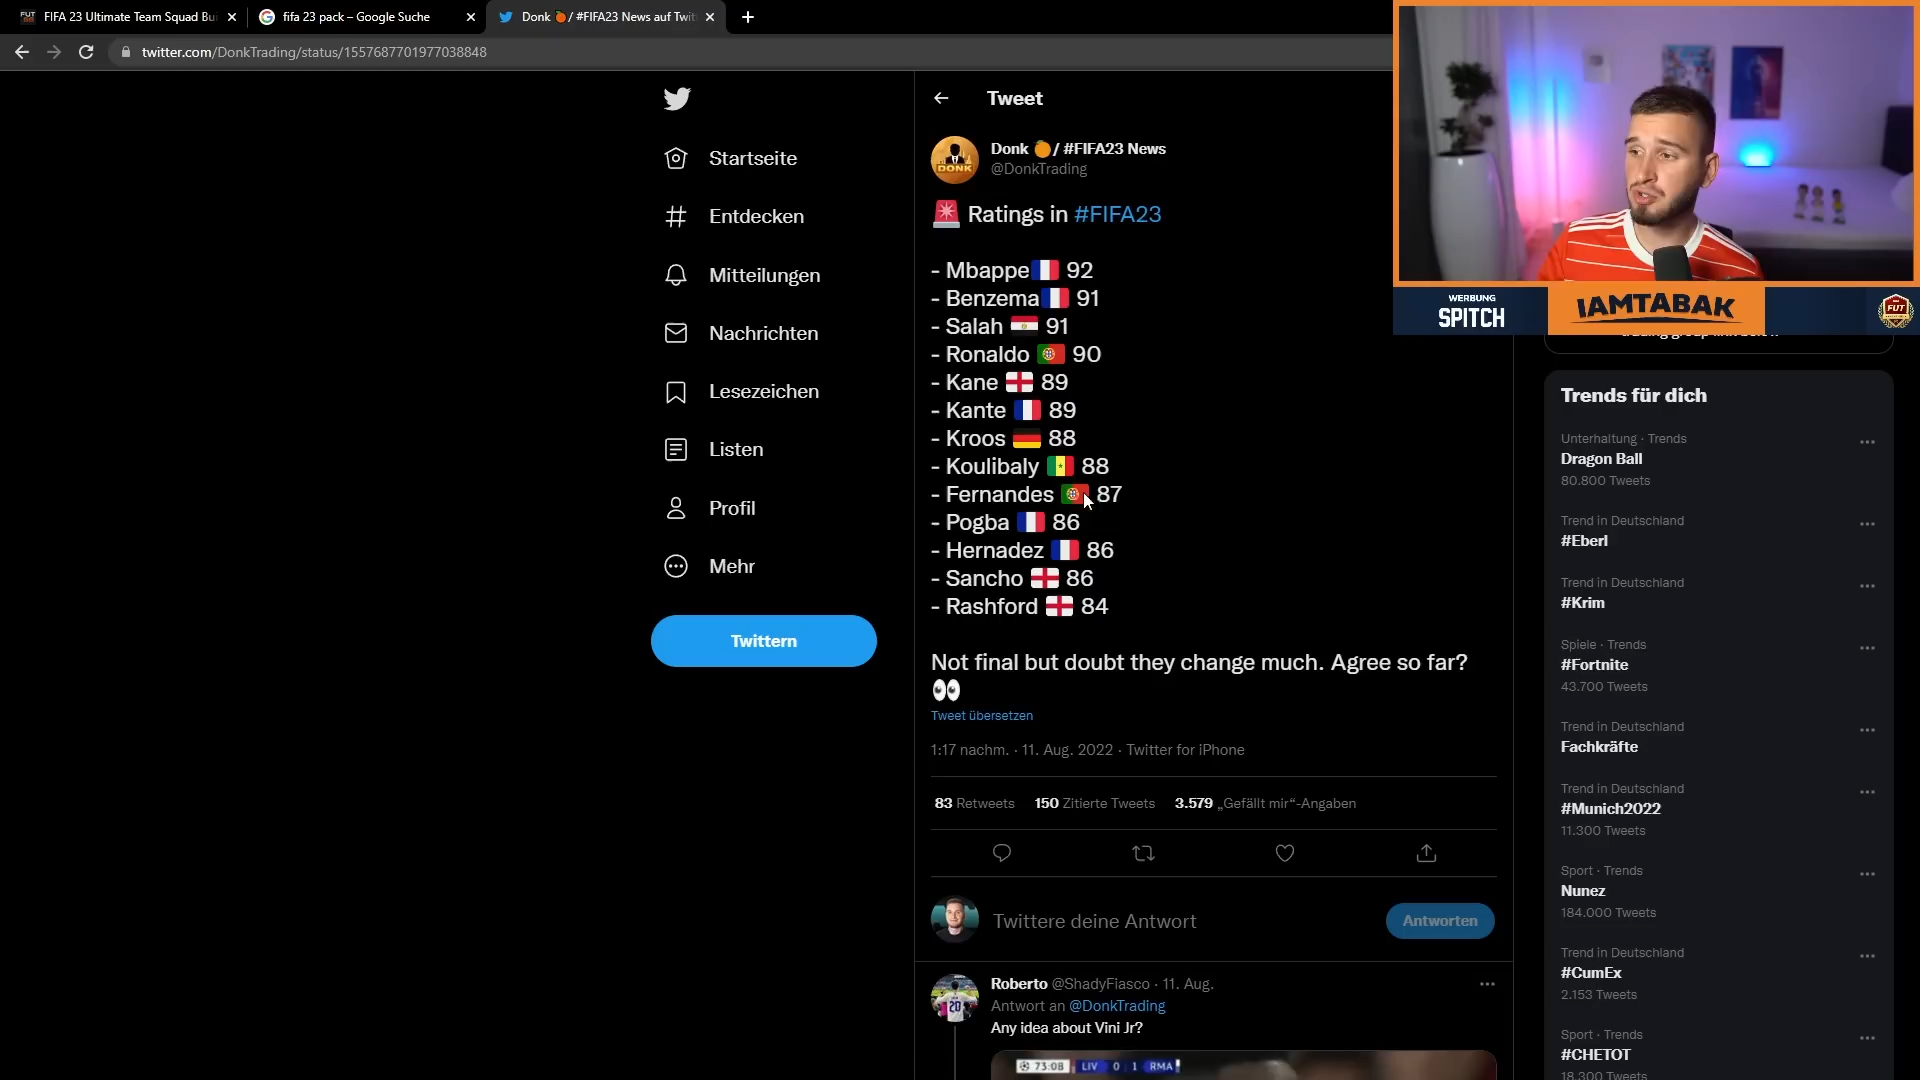 FIFA 23 Ultimate Team Squad Bui
fifa 23 pack – Google Suche
Donk 🍊/ #FIFA23 News auf Twit
twitter.com/DonkTrading/status/1557687701977038848
Startseite
Entdecken
Mitteilungen
Nachrichten
Lesezeichen
Listen
Profil
Mehr
Twittern
Tweet
DONK
Donk 🍊/ #FIFA23 News
@DonkTrading
🚨 Ratings in #FIFA23
- Mbappe🇫🇷 92
- Benzema🇫🇷 91
- Salah 🇪🇬 91
- Ronaldo 🇵🇹 90
- Kane 🏴󠁧󠁢󠁥󠁮󠁧󠁿 89
- Kante 🇫🇷 89
- Kroos 🇩🇪 88
- Koulibaly 🇸🇳 88
- Fernandes 🇵🇹 87
- Pogba 🇫🇷 86
- Hernadez 🇫🇷 86
- Sancho 🏴󠁧󠁢󠁥󠁮󠁧󠁿 86
- Rashford 🏴󠁧󠁢󠁥󠁮󠁧󠁿 84
Not final but doubt they change much. Agree so far?
👀
Tweet übersetzen
1:17 nachm. · 11. Aug. 2022 · Twitter for iPhone
83 Retweets 150 Zitierte Tweets 3.579 „Gefällt mir“-Angaben
Twittere deine Antwort
Antworten
Roberto @ShadyFiasco · 11. Aug.
Antwort an @DonkTrading
Any idea about Vini Jr?
20
73:08 LIV 0 1 RMA
WERBUNG
SPITCH
IAMTABAK
FUT
Trends für dich
Unterhaltung · Trends
Dragon Ball
80.800 Tweets
Trend in Deutschland
#Eberl
Trend in Deutschland
#Krim
Spiele · Trends
#Fortnite
43.700 Tweets
Trend in Deutschland
Fachkräfte
Trend in Deutschland
#Munich2022
11.300 Tweets
Sport · Trends
Nunez
184.000 Tweets
Trend in Deutschland
#CumEx
2.153 Tweets
Sport · Trends
#CHETOT
18.300 Tweets